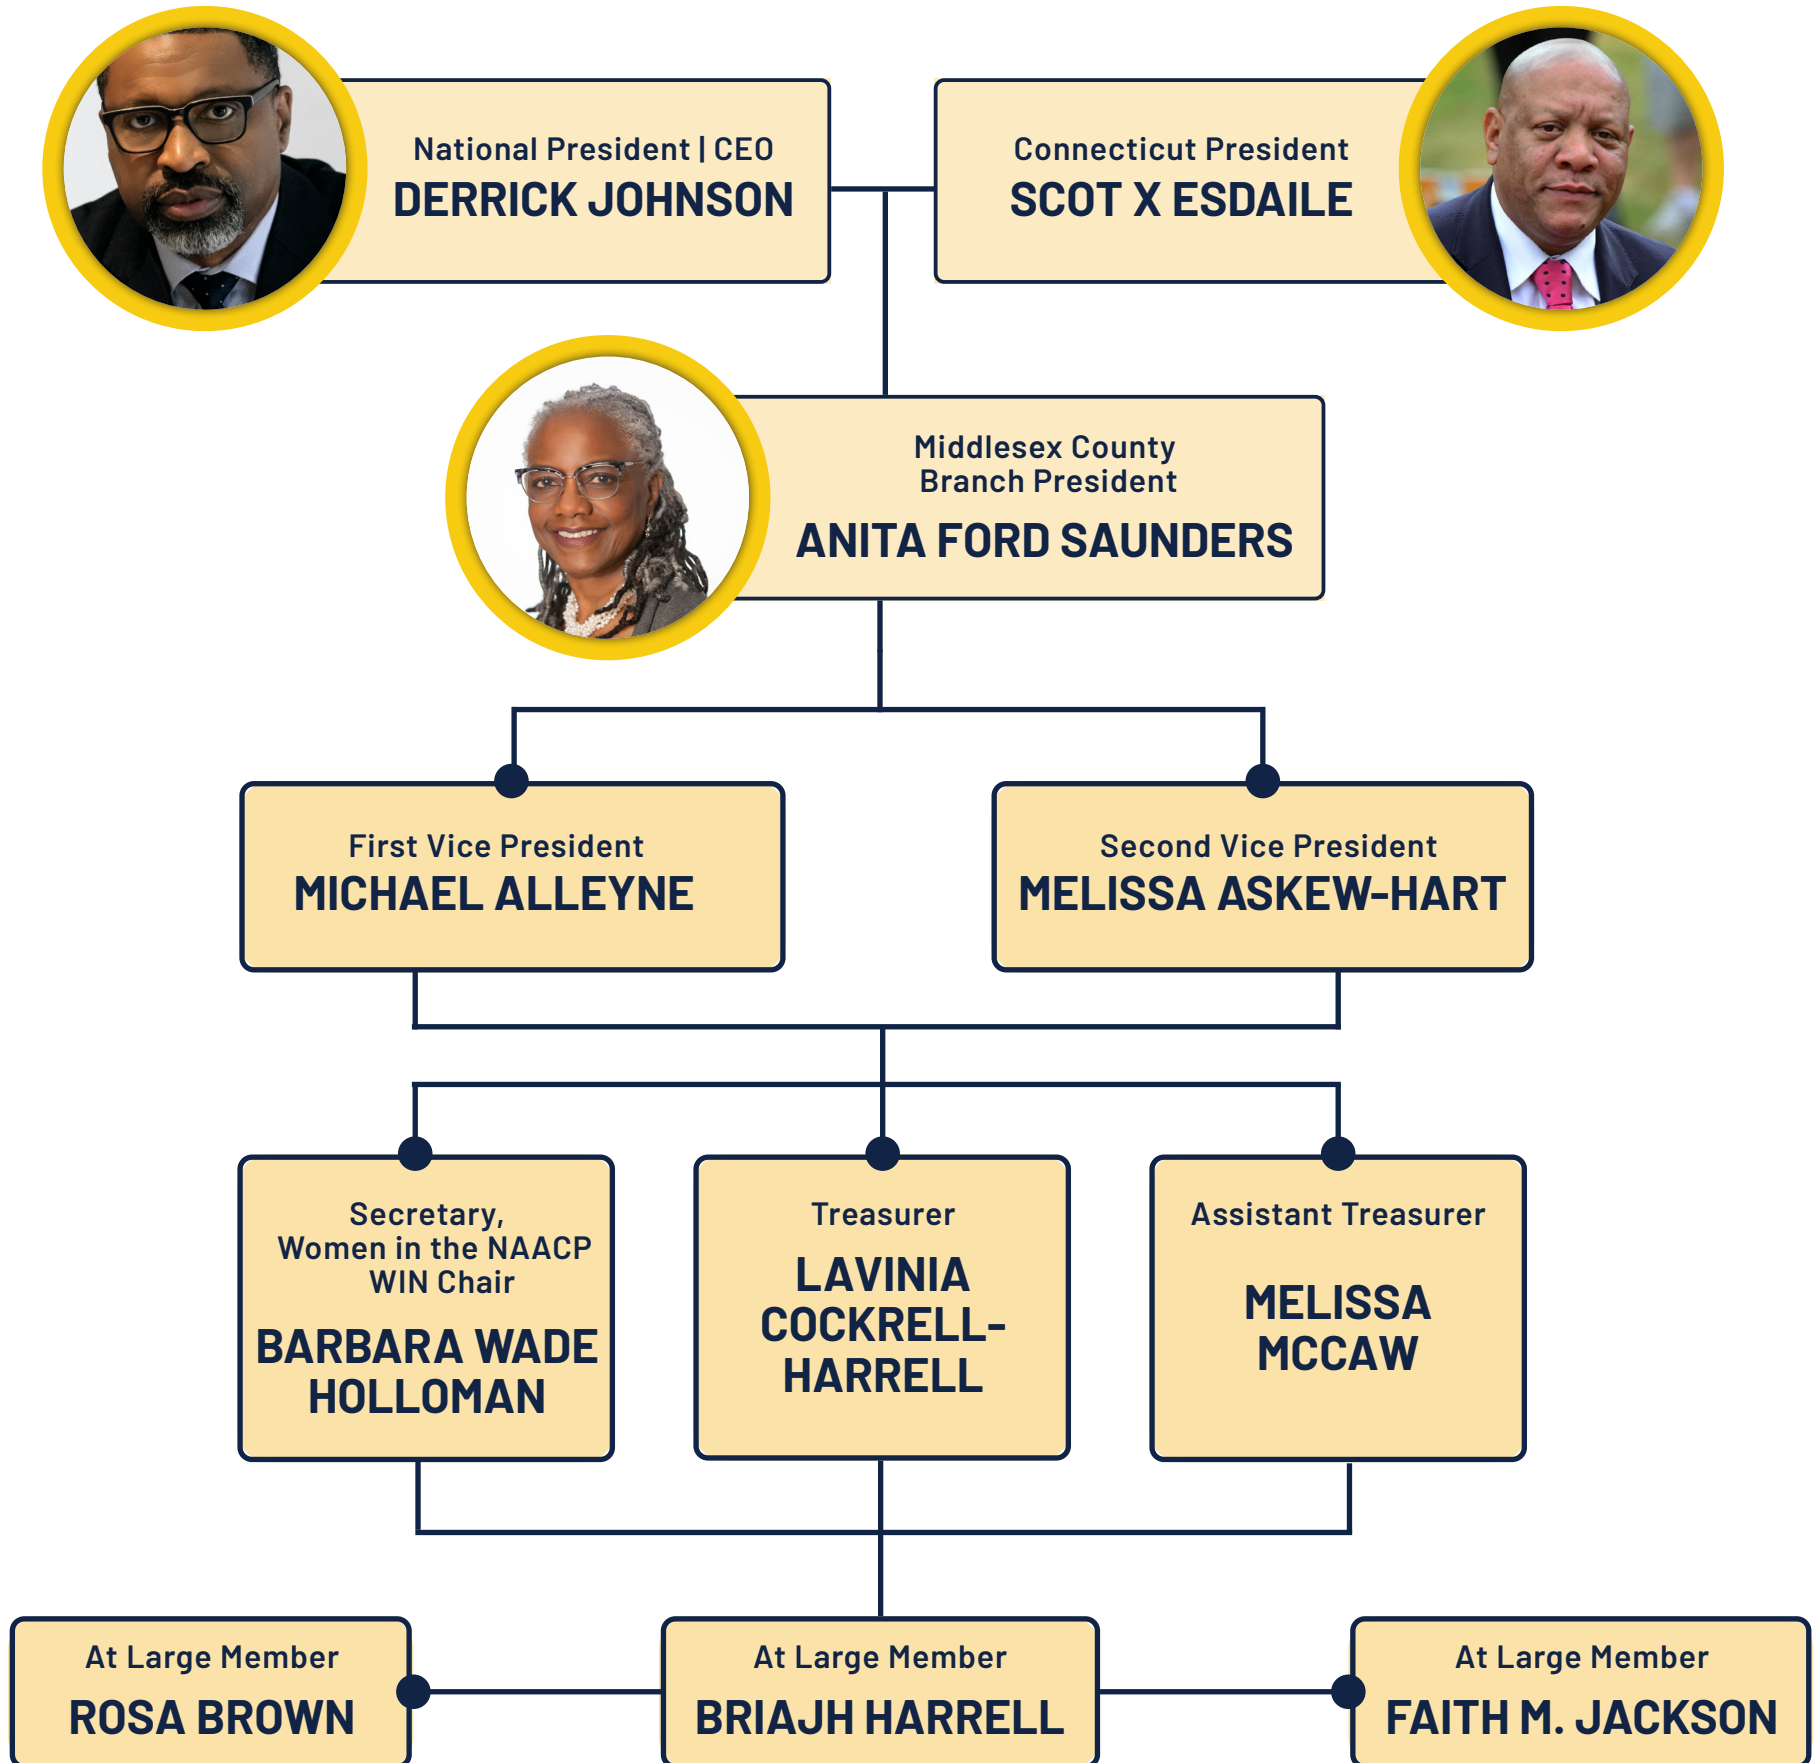 National President | CEO
DERRICK JOHNSON
Connecticut President
SCOT X ESDAILE
Middlesex County
Branch President
ANITA FORD SAUNDERS
First Vice President
MICHAEL ALLEYNE
Second Vice President
MELISSA ASKEW-HART
Secretary,
Women in the NAACP
WIN Chair
BARBARA WADE
HOLLOMAN
Treasurer
LAVINIA
COCKRELL-
HARRELL
Assistant Treasurer
MELISSA
MCCAW
At Large Member
ROSA BROWN
At Large Member
BRIAJH HARRELL
At Large Member
FAITH M. JACKSON